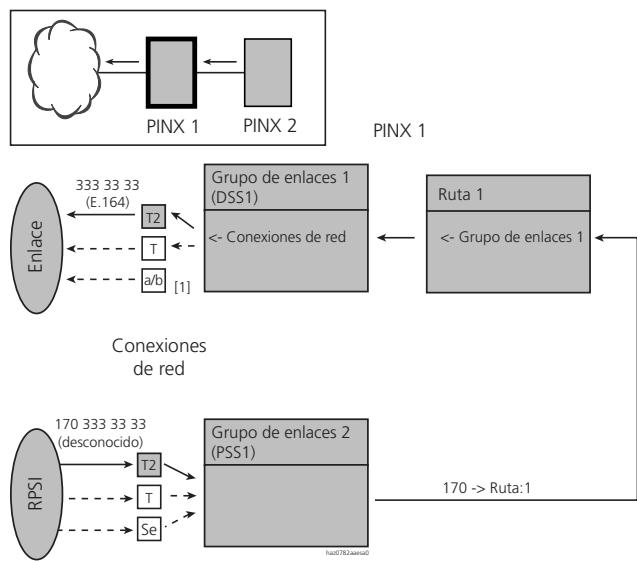 PINX 1
PINX 2
PINX 1
333 33 33
(E.164)
Enlace
T2
T
a/b
[1]
Grupo de enlaces 1
(DSS1)
<- Conexiones de red
Ruta 1
<- Grupo de enlaces 1
Conexiones
de red
170 333 33 33
(desconocido)
RPSI
T2
T
Se
Grupo de enlaces 2
(PSS1)
170 -> Ruta:1
haz0782aaesa0